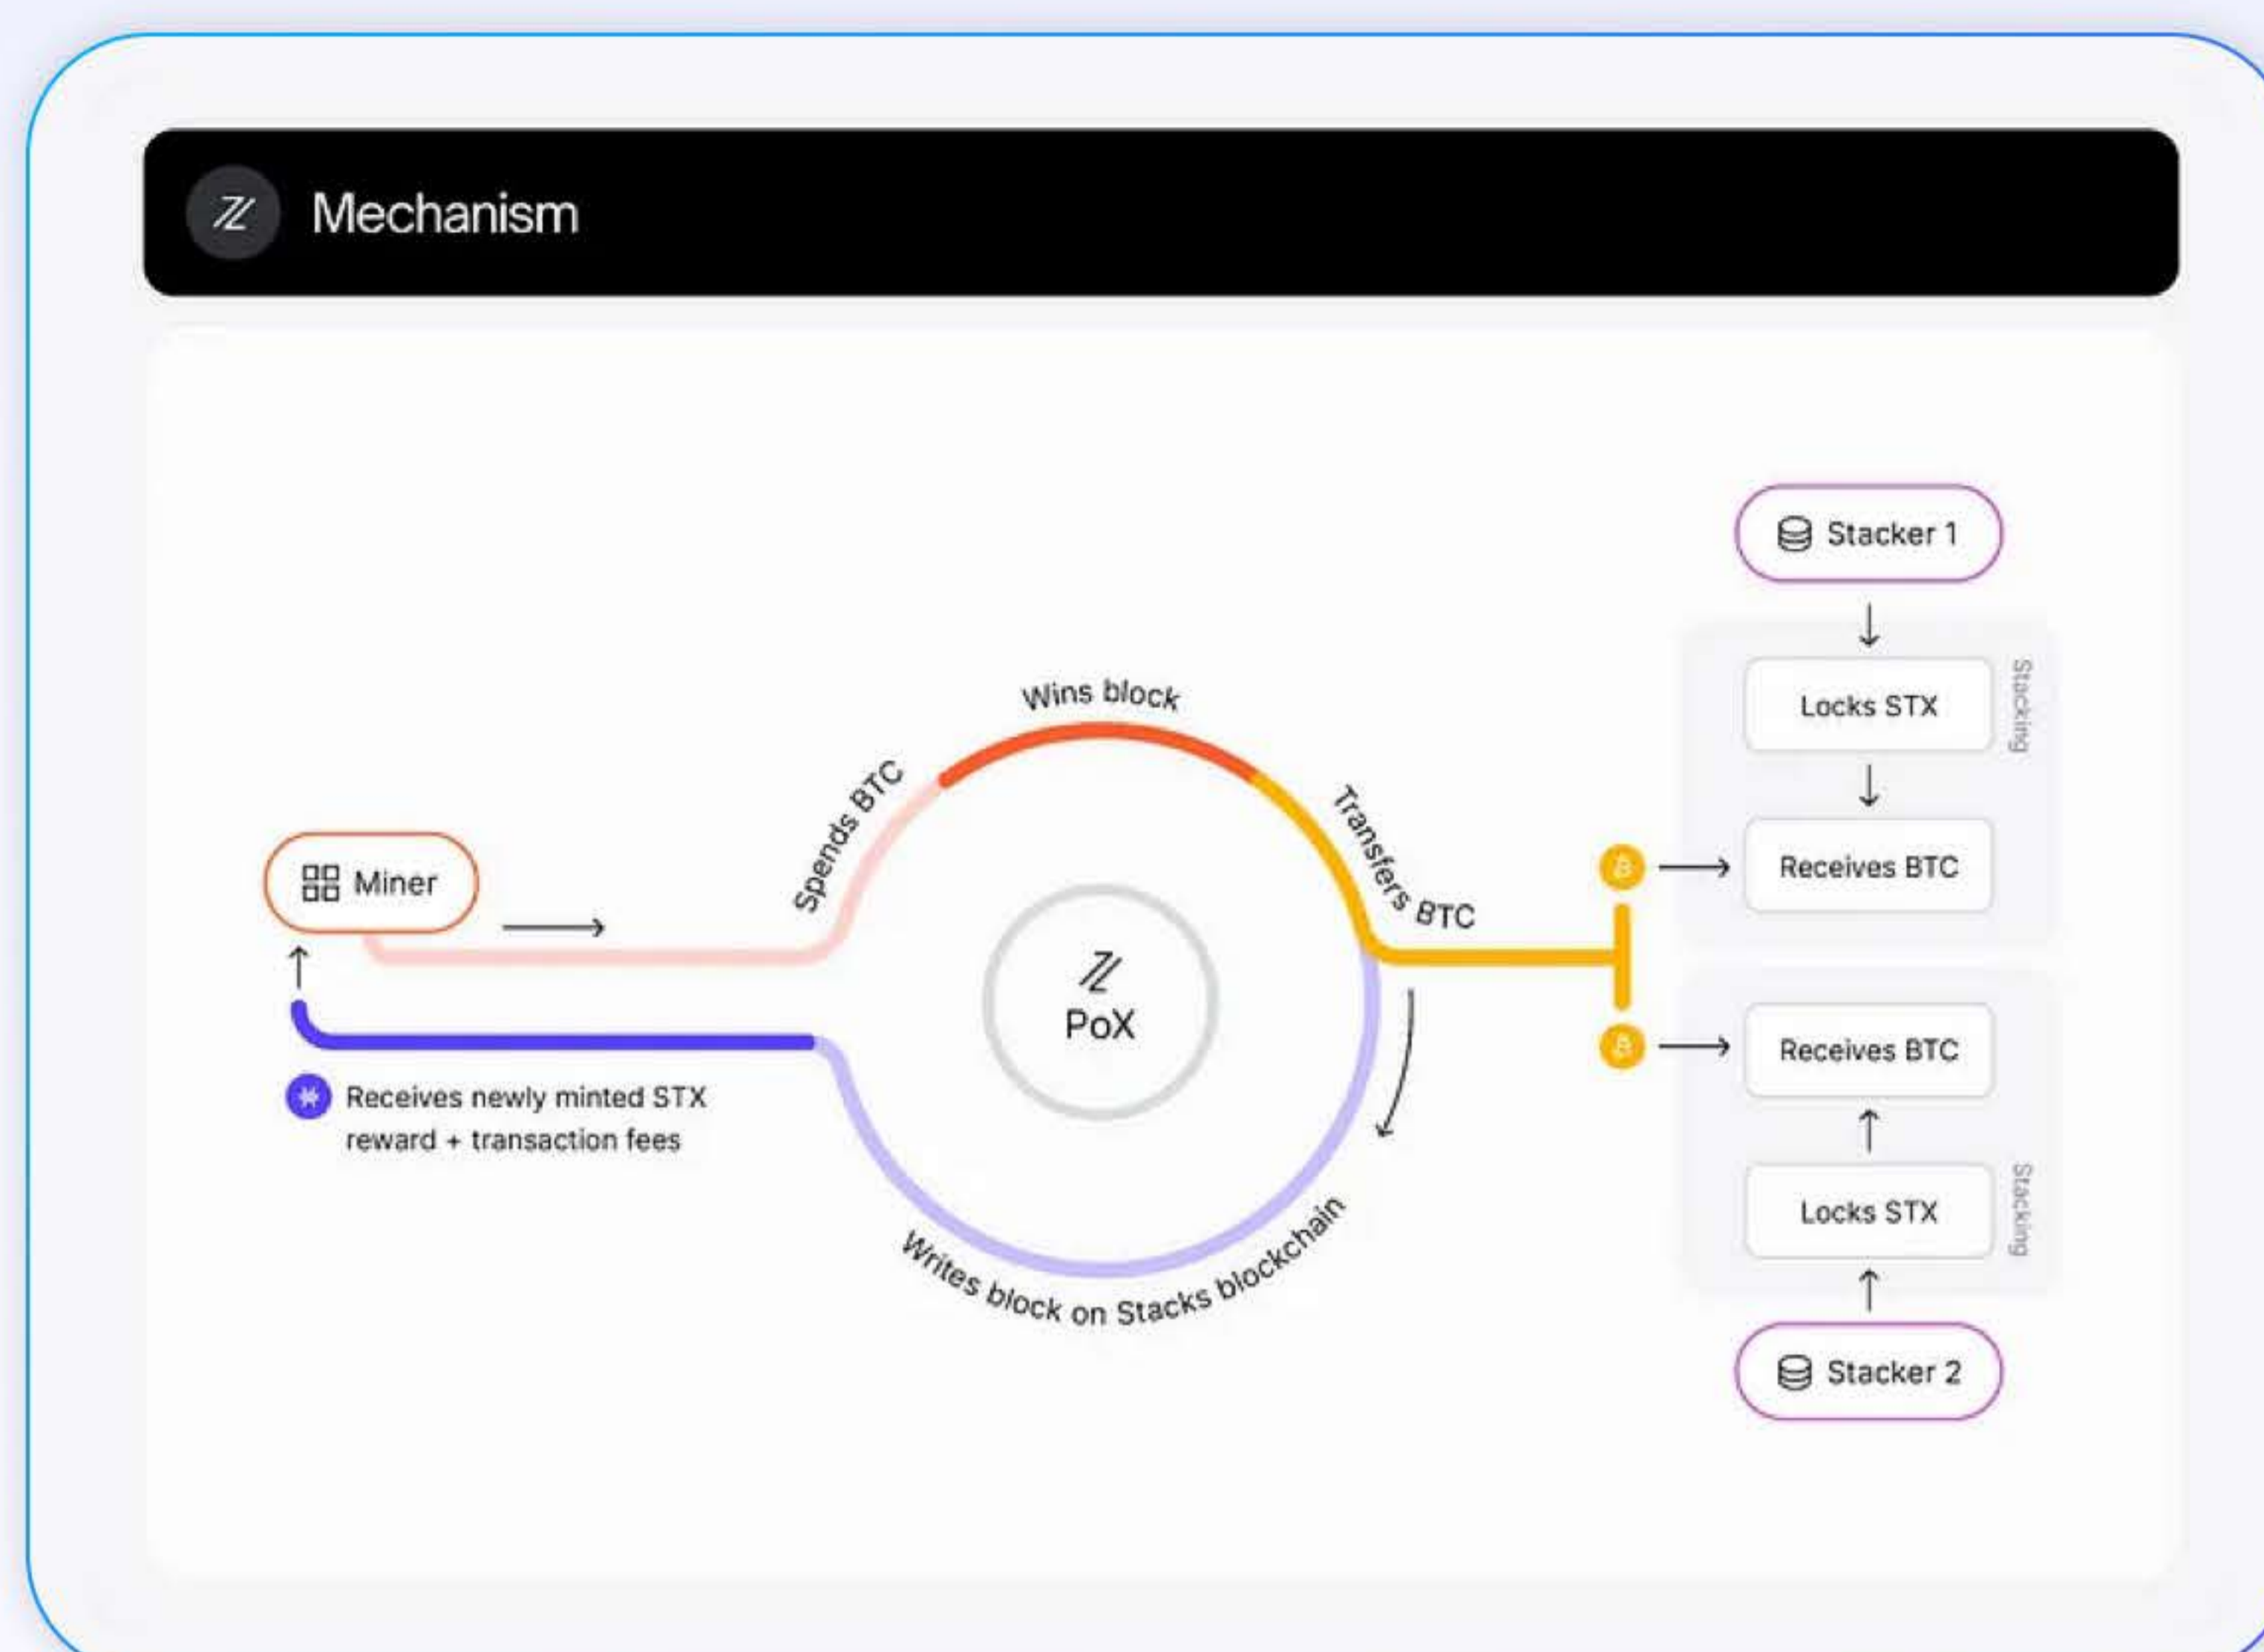 Mechanism
Stacker 1
Locks STX
Stacking
Receives BTC
Wins block
Spends BTC
Transfers BTC
Miner
PoX
Receives newly minted STX
reward + transaction fees
Writes block on Stacks blockchain
Receives BTC
Locks STX
Stacking
Stacker 2